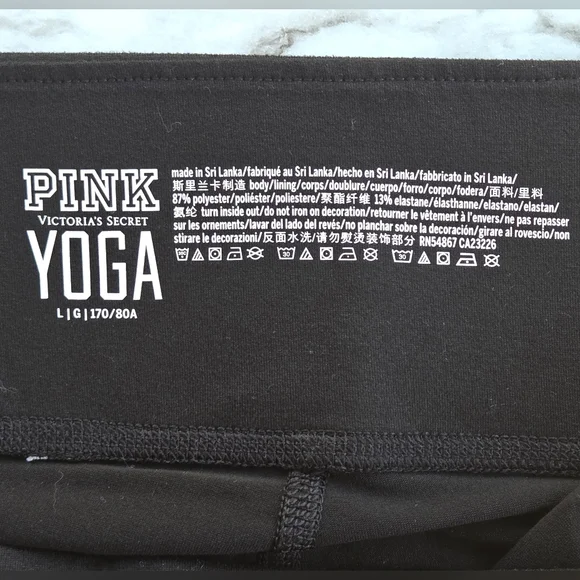 PINK
VICTORIA'S SECRET
YOGA
L | G | 170/80A
made in Sri Lanka/fabriqué au Sri Lanka/hecho en Sri Lanka/fabbricato in Sri Lanka/
斯里兰卡制造 body/lining/corps/doublure/cuerpo/forro/corpo/fodera/面料/里料
87% polyester/poliéster/poliestere/聚酯纤维 13% elastane/élasthanne/elastano/elastan/
氨纶 turn inside out/do not iron on decoration/retourner le vêtement à l'envers/ne pas repasser
sur les ornements/lavar del lado del revés/no planchar sobre la decoración/girare al rovescio/non
stirare le decorazioni/反面水洗/请勿熨烫装饰部分 RN54867 CA23226
30 30 30